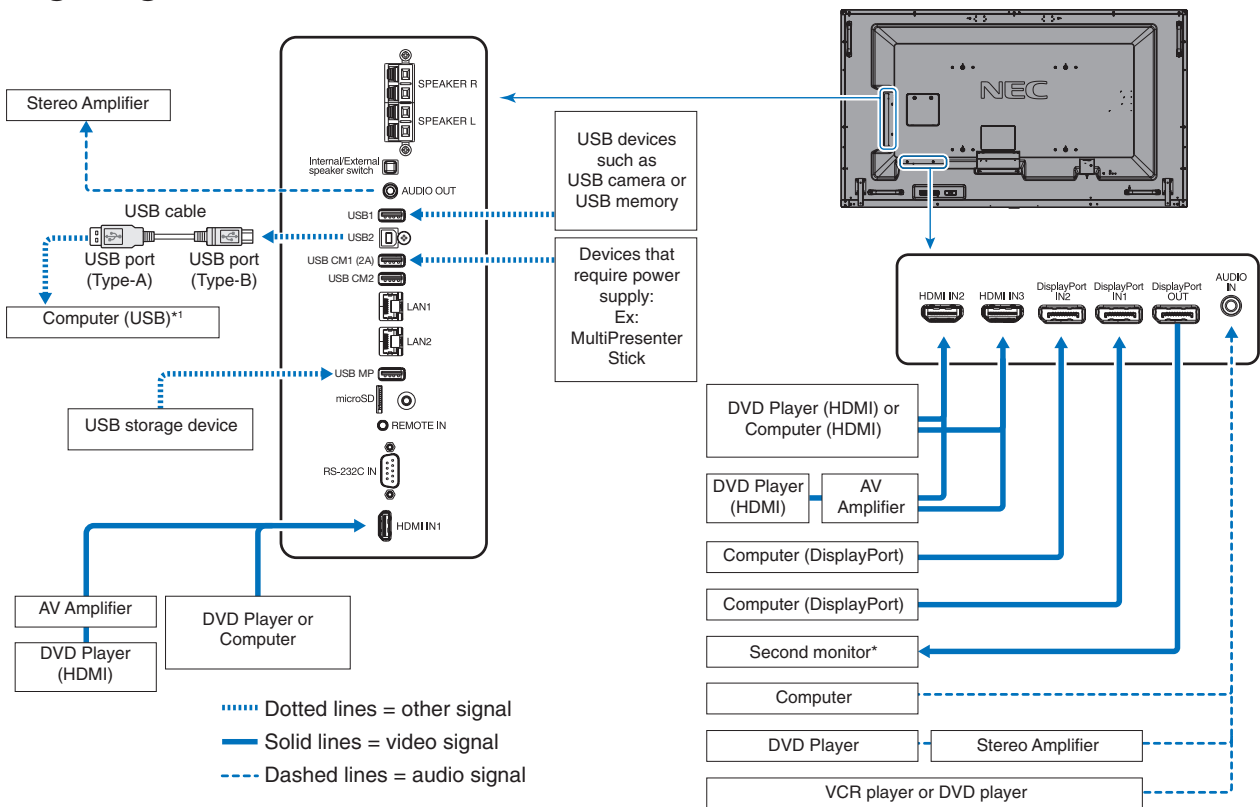 NEC
SPEAKER R
SPEAKER L
Internal/External
speaker switch
AUDIO OUT
USB1
USB2
USB CM1 (2A)
USB CM2
LAN1
LAN2
USB MP
microSD
REMOTE IN
RS-232C IN
HDMI IN1
Stereo Amplifier
USB cable
USB port
(Type-A)
USB port
(Type-B)
Computer (USB)*1
USB storage device
AV Amplifier
DVD Player
(HDMI)
DVD Player or
Computer
USB devices
such as
USB camera or
USB memory
Devices that
require power
supply:
Ex:
MultiPresenter
Stick
HDMI IN2
HDMI IN3
DisplayPort
IN2
DisplayPort
IN1
DisplayPort
OUT
AUDIO
IN
DVD Player (HDMI) or
Computer (HDMI)
DVD Player
(HDMI)
AV
Amplifier
Computer (DisplayPort)
Computer (DisplayPort)
Second monitor*
Computer
DVD Player
Stereo Amplifier
VCR player or DVD player
Dotted lines = other signal
Solid lines = video signal
Dashed lines = audio signal